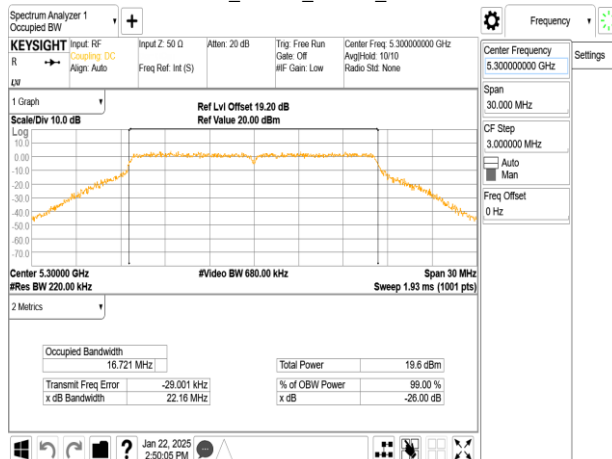 Spectrum Analyzer 1
Occupied BW
Frequency
KEYSIGHT
R
Input: RF
Coupling: DC
Align: Auto
Input Z: 50 Ω
Freq Ref: Int (S)
Atten: 20 dB
Trig: Free Run
Gate: Off
#IF Gain: Low
Center Freq: 5.300000000 GHz
Avg|Hold: 10/10
Radio Std: None
Center Frequency
5.300000000 GHz
Settings
Span
30.000 MHz
CF Step
3.000000 MHz
Auto
Man
Freq Offset
0 Hz
1 Graph
Scale/Div 10.0 dB
Ref Lvl Offset 19.20 dB
Ref Value 20.00 dBm
Log
10.0
0.00
-10.0
-20.0
-30.0
-40.0
-50.0
-60.0
-70.0
Center 5.30000 GHz
#Video BW 680.00 kHz
Span 30 MHz
#Res BW 220.00 kHz
Sweep 1.93 ms (1001 pts)
2 Metrics
Occupied Bandwidth
16.721 MHz
Total Power 19.6 dBm
Transmit Freq Error -29.001 kHz
% of OBW Power 99.00 %
x dB Bandwidth 22.16 MHz
x dB -26.00 dB
?
Jan 22, 2025
2:50:05 PM